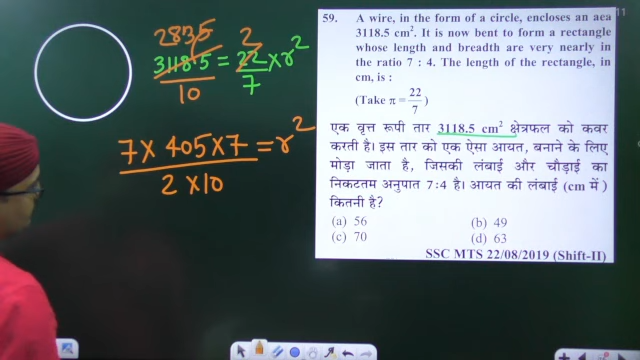 2835 2
3118.5/10 = 22/7 × r²
7 × 405 × 7 / 2 × 10 = r²
11
59. A wire, in the form of a circle, encloses an aea
3118.5 cm². It is now bent to form a rectangle
whose length and breadth are very nearly in
the ratio 7 : 4. The length of the rectangle, in
cm, is :
(Take π = 22/7)
एक वृत्त रूपी तार 3118.5 cm² क्षेत्रफल को कवर
करती है। इस तार को एक ऐसा आयत, बनाने के लिए
मोड़ा जाता है, जिसकी लंबाई और चौड़ाई का
निकटतम अनुपात 7:4 है। आयत की लंबाई (cm में )
कितनी है?
(a) 56 (b) 49
(c) 70 (d) 63
SSC MTS 22/08/2019 (Shift-II)